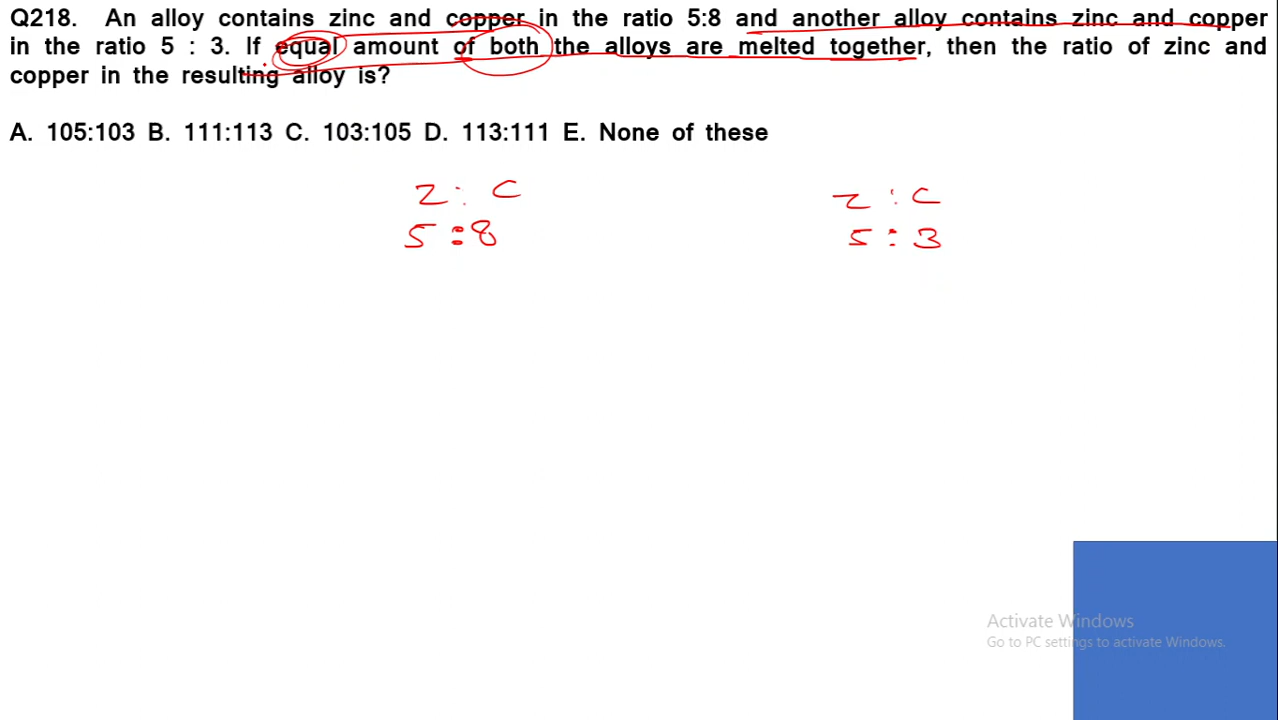 Q218. An alloy contains zinc and copper in the ratio 5:8 and another alloy contains zinc and copper
in the ratio 5 : 3. If equal amount of both the alloys are melted together, then the ratio of zinc and
copper in the resulting alloy is?
A. 105:103 B. 111:113 C. 103:105 D. 113:111 E. None of these
Z : C
5 : 8
Z : C
5 : 3
Activate Windows
Go to PC settings to activate Windows.